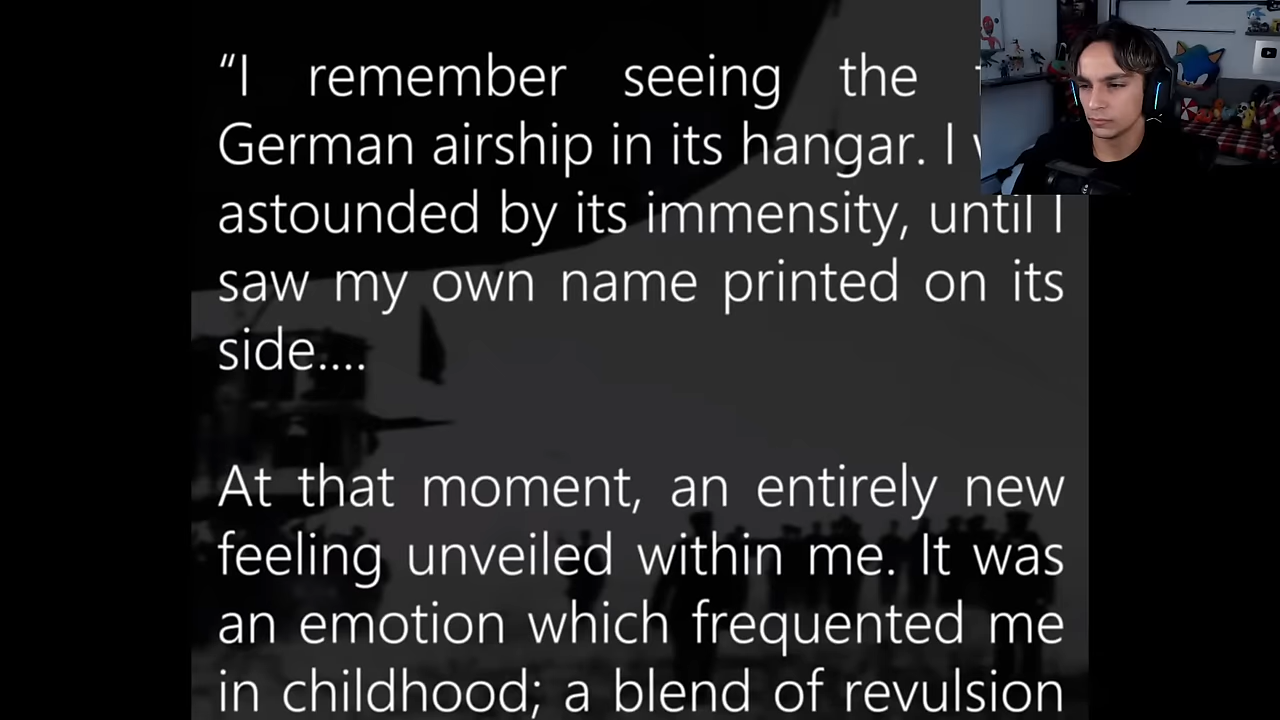 “I remember seeing the
German airship in its hangar. I
astounded by its immensity, until I
saw my own name printed on its
side....
At that moment, an entirely new
feeling unveiled within me. It was
an emotion which frequented me
in childhood; a blend of revulsion